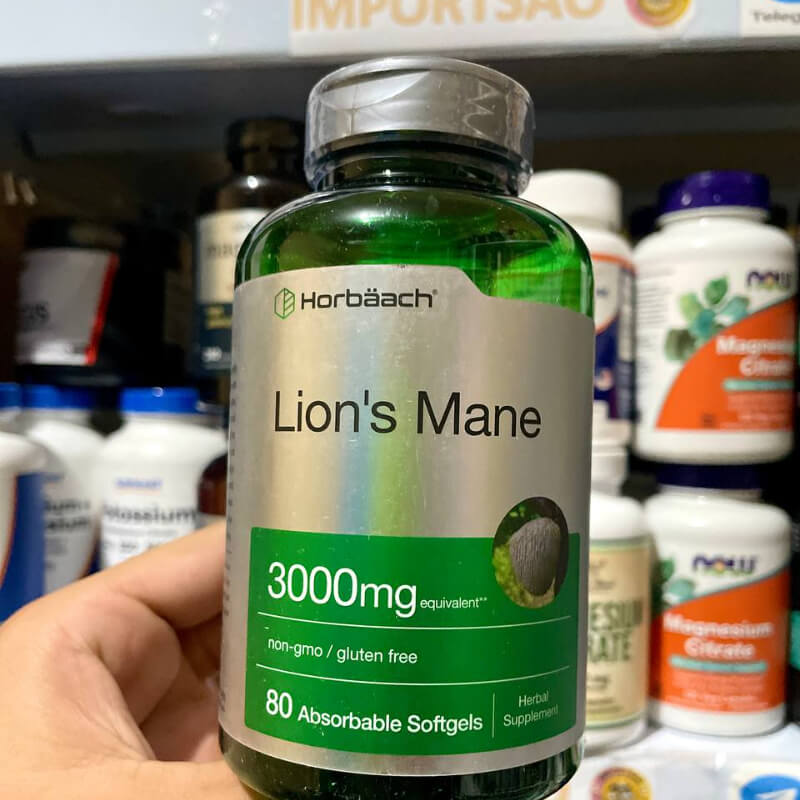 IMPORTSAO
Horbäach®
Lion's Mane
3000mg equivalent**
non-gmo / gluten free
80 Absorbable Softgels
Herbal
Supplement
now
Magnesium
Citrate
now
Magnesium
Citrate